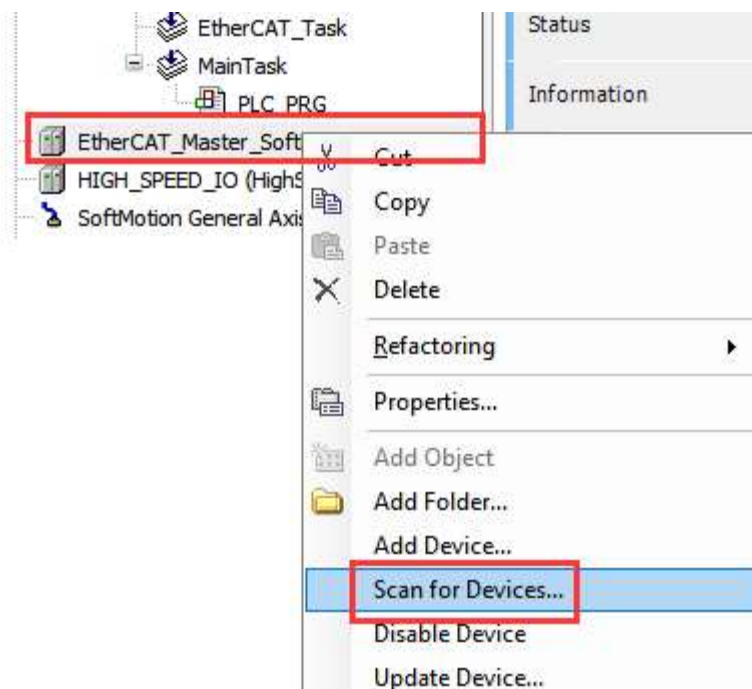 EtherCAT_Task
MainTask
PLC_PRG
EtherCAT_Master_Soft
HIGH_SPEED_IO (HighS
SoftMotion General Axis
Status
Information
Cut
Copy
Paste
Delete
Refactoring
Properties...
Add Object
Add Folder...
Add Device...
Scan for Devices...
Disable Device
Update Device...